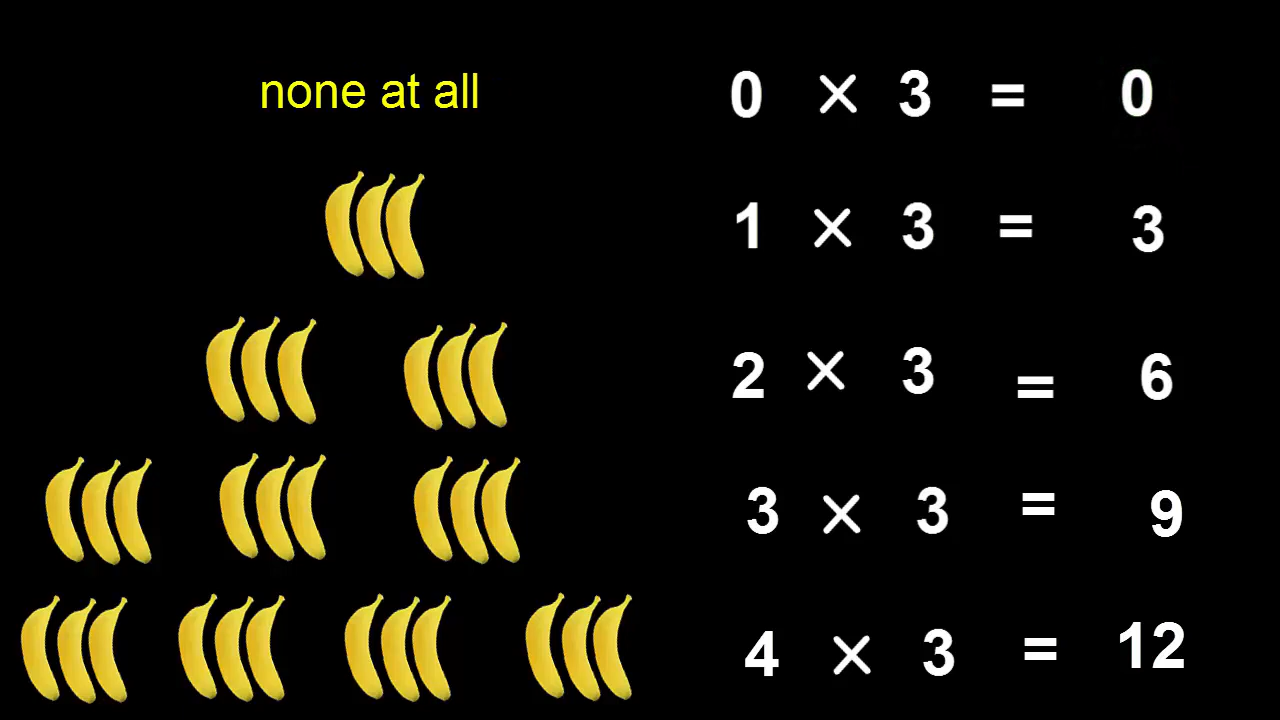 none at all 0 × 3 = 0
1 × 3 = 3
2 × 3 = 6
3 × 3 = 9
4 × 3 = 12